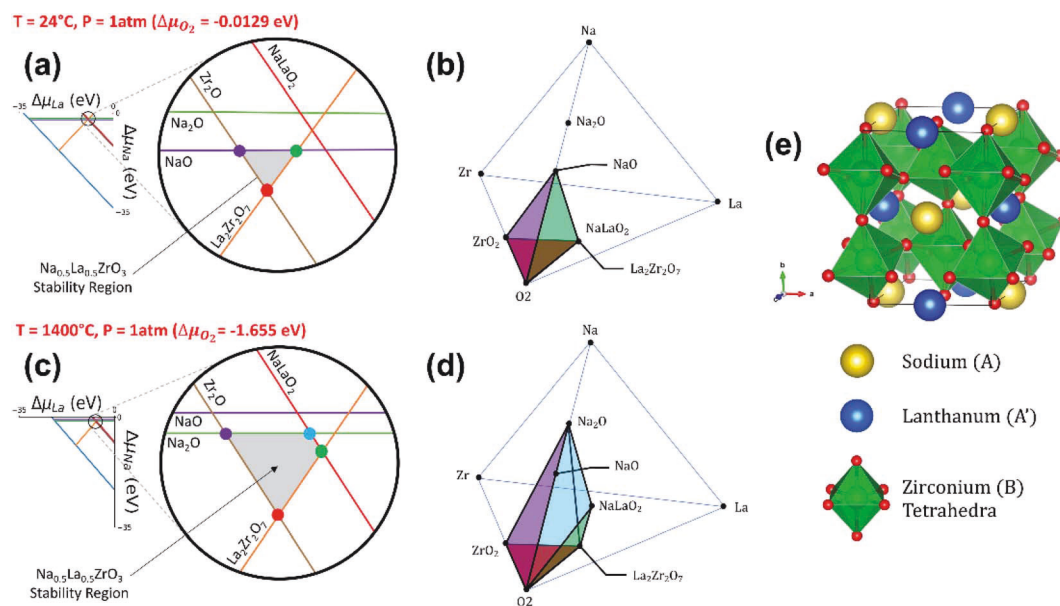 T = 24°C, P = 1atm (Δμ_O₂ = -0.0129 eV)
(a)
-35
Δμ_La (eV)
0
0
Δμ_Na (eV)
-35
Zr₂O
NaLaO₂
Na₂O
NaO
La₂Zr₂O₇
Na₀.₅La₀.₅ZrO₃
Stability Region
(b)
Na
Na₂O
NaO
Zr
La
NaLaO₂
ZrO₂
La₂Zr₂O₇
O2
T = 1400°C, P = 1atm (Δμ_O₂ = -1.655 eV)
(c)
-35
Δμ_La (eV)
0
Δμ_Na (eV)
-35
Zr₂O
NaLaO₂
NaO
Na₂O
La₂Zr₂O₇
Na₀.₅La₀.₅ZrO₃
Stability Region
(d)
Na
Na₂O
NaO
Zr
La
NaLaO₂
ZrO₂
La₂Zr₂O₇
O2
(e)
b
a
Sodium (A)
Lanthanum (A’)
Zirconium (B)
Tetrahedra